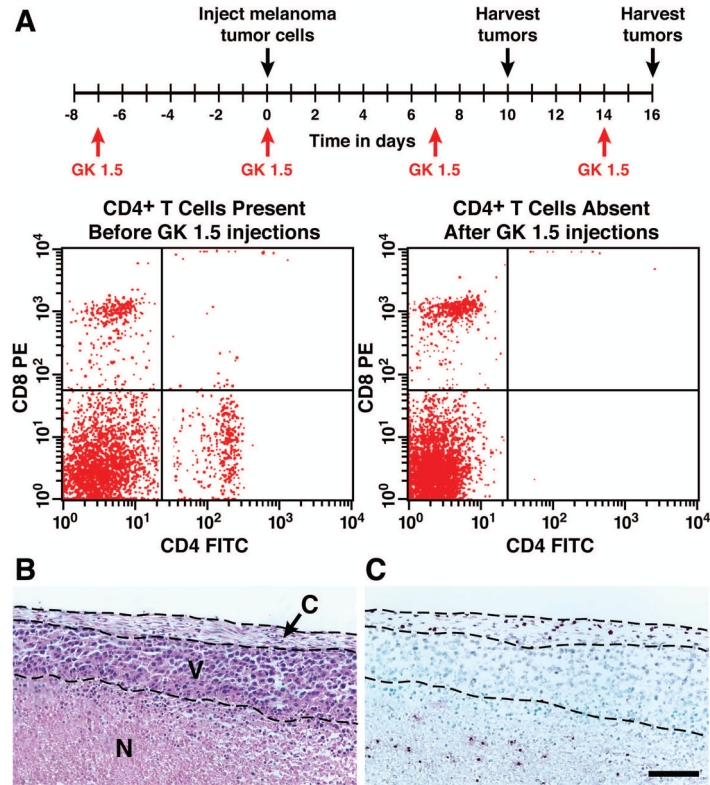 A
Inject melanoma tumor cells
Harvest tumors
Harvest tumors
-8 -6 -4 -2 0 2 4 6 8 10 12 14 16
Time in days
GK 1.5 GK 1.5 GK 1.5 GK 1.5
CD4+ T Cells Present
Before GK 1.5 injections
CD8 PE
10^4
10^3
10^2
10^1
10^0
10^0 10^1 10^2 10^3 10^4
CD4 FITC
CD4+ T Cells Absent
After GK 1.5 injections
CD8 PE
10^4
10^3
10^2
10^1
10^0
10^0 10^1 10^2 10^3 10^4
CD4 FITC
B
C
V
N
C